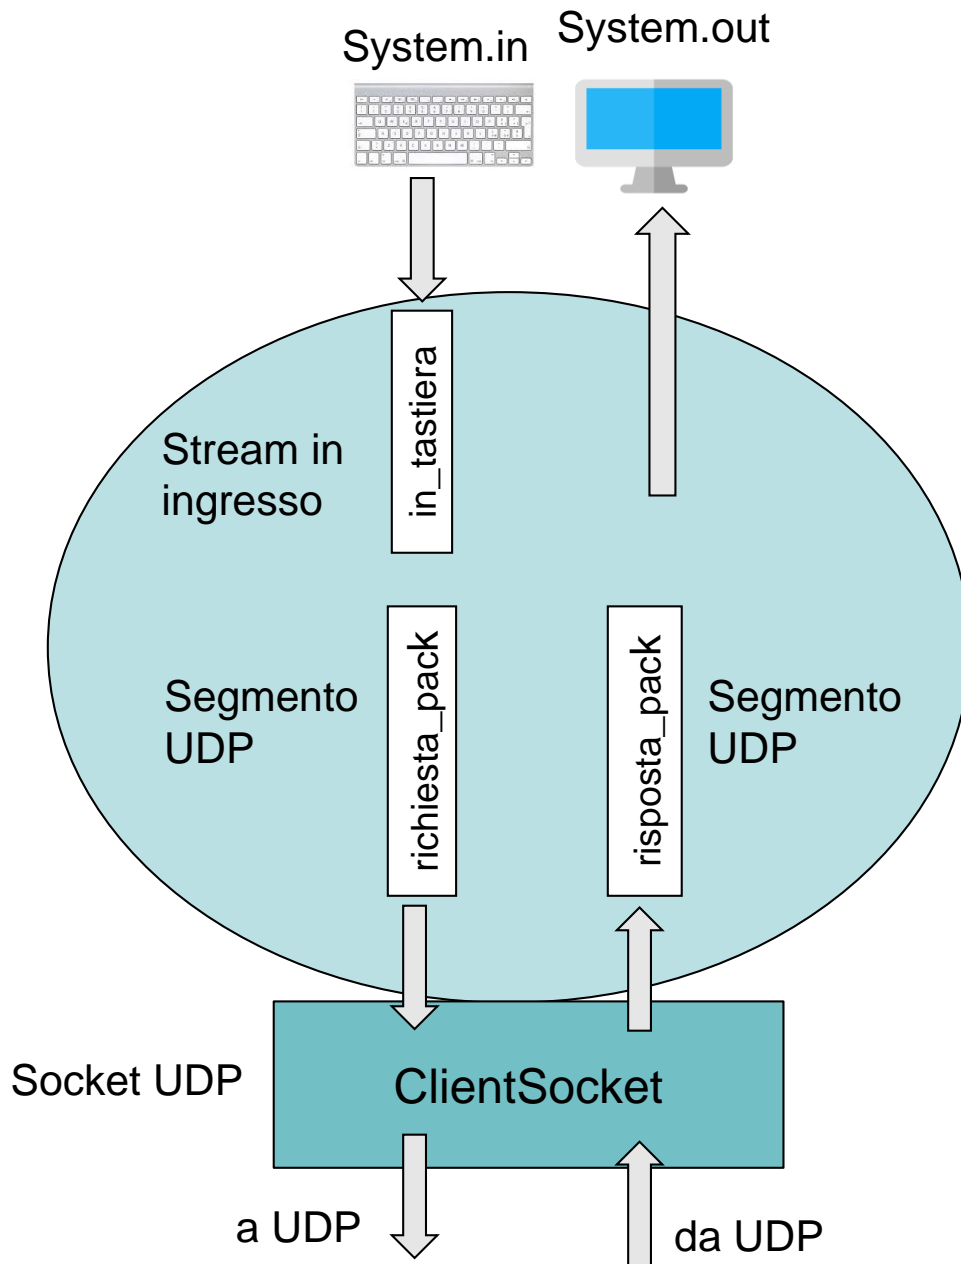 System.in
System.out
in_tastiera
Stream in
ingresso
richiesta_pack
risposta_pack
Segmento
UDP
Segmento
UDP
Socket UDP
ClientSocket
a UDP
da UDP